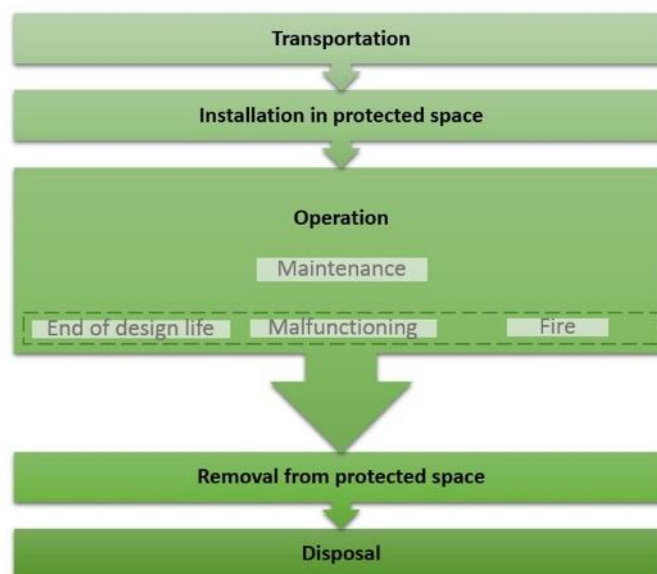 Transportation
Installation in protected space
Operation
Maintenance
End of design life Malfunctioning Fire
Removal from protected space
Disposal